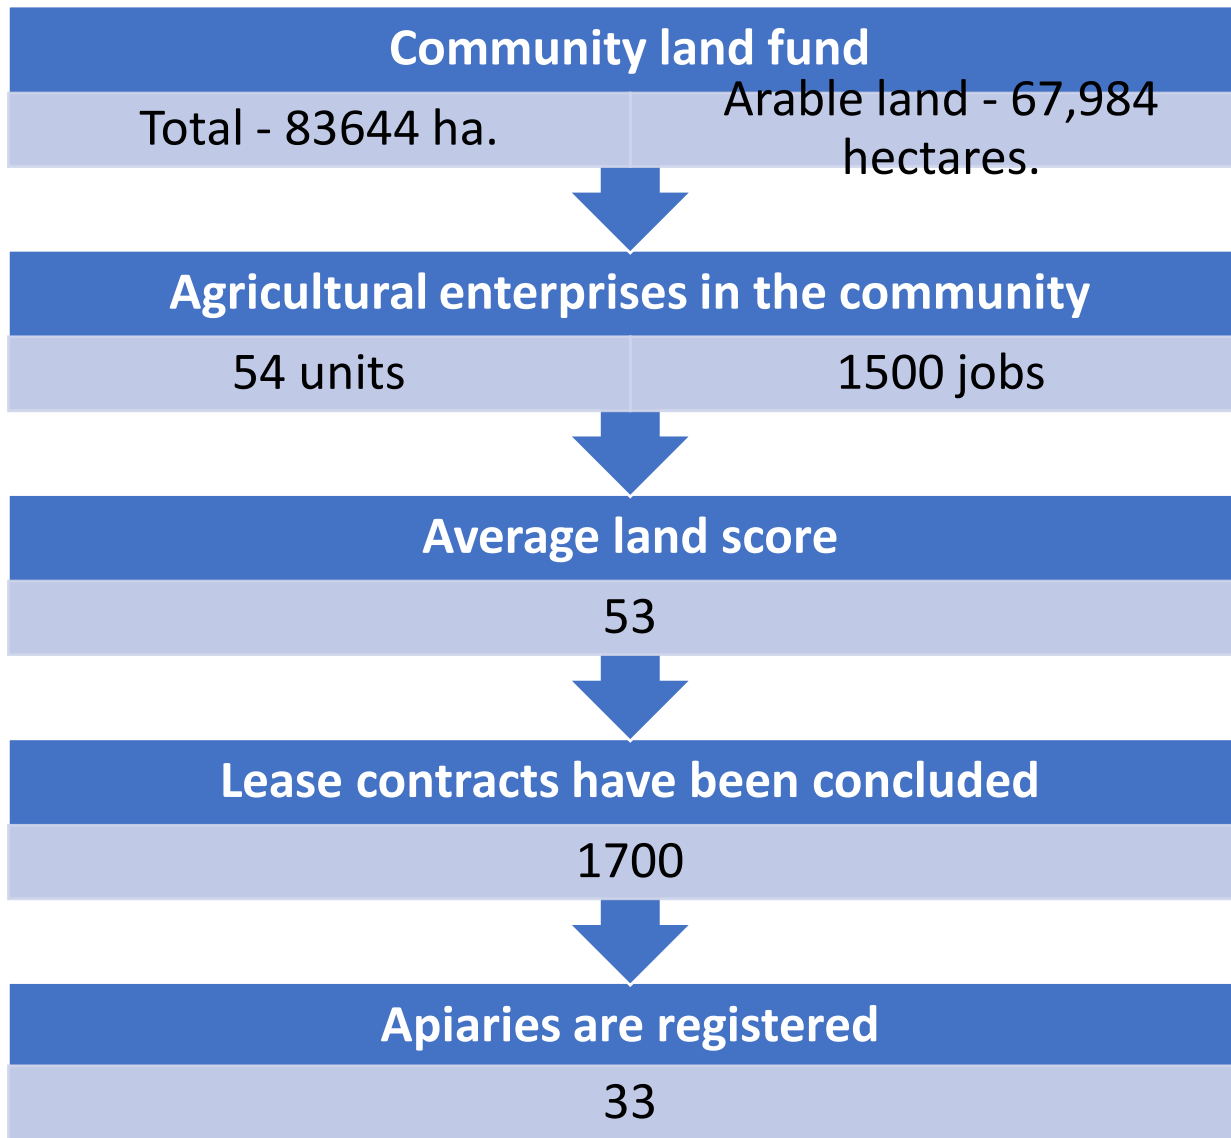 Community land fund
Total - 83644 ha.
Arable land - 67,984
hectares.
Agricultural enterprises in the community
54 units
1500 jobs
Average land score
53
Lease contracts have been concluded
1700
Apiaries are registered
33